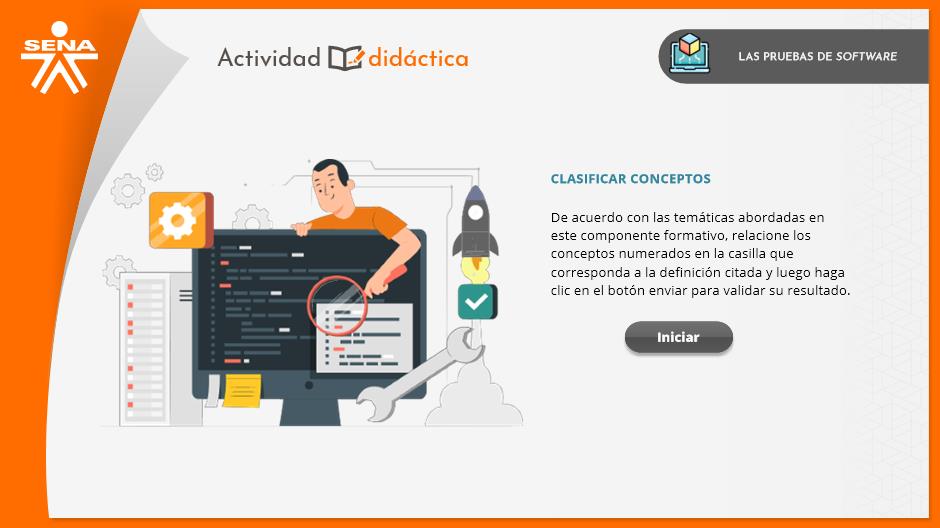 SENA
Actividad didáctica
LAS PRUEBAS DE SOFTWARE
CLASIFICAR CONCEPTOS
De acuerdo con las temáticas abordadas en
este componente formativo, relacione los
conceptos numerados en la casilla que
corresponda a la definición citada y luego haga
clic en el botón enviar para validar su resultado.
Iniciar